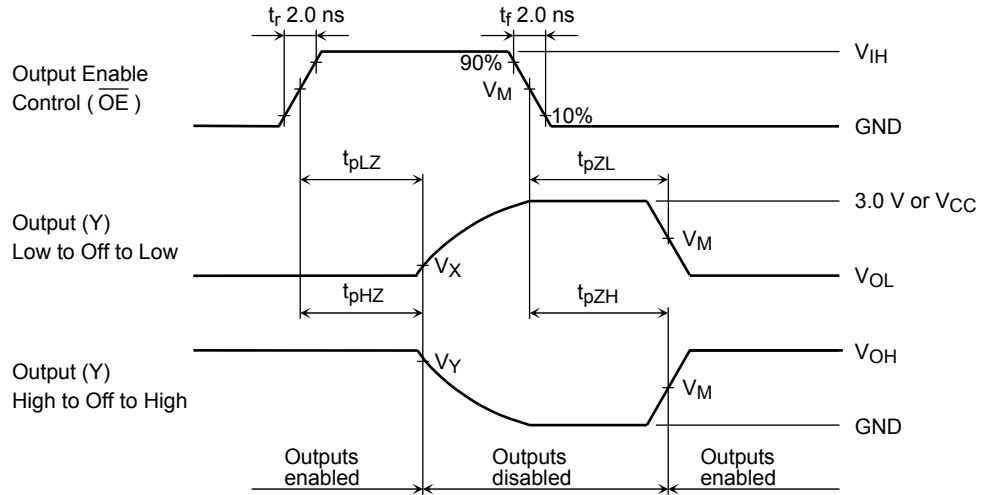 tr 2.0 ns
tf 2.0 ns
Output Enable
Control ( OE )
90%
VM
10%
VIH
GND
tpLZ
tpZL
Output (Y)
Low to Off to Low
VX
VM
3.0 V or VCC
VOL
tpHZ
tpZH
Output (Y)
High to Off to High
VY
VM
VOH
GND
Outputs
enabled
Outputs
disabled
Outputs
enabled